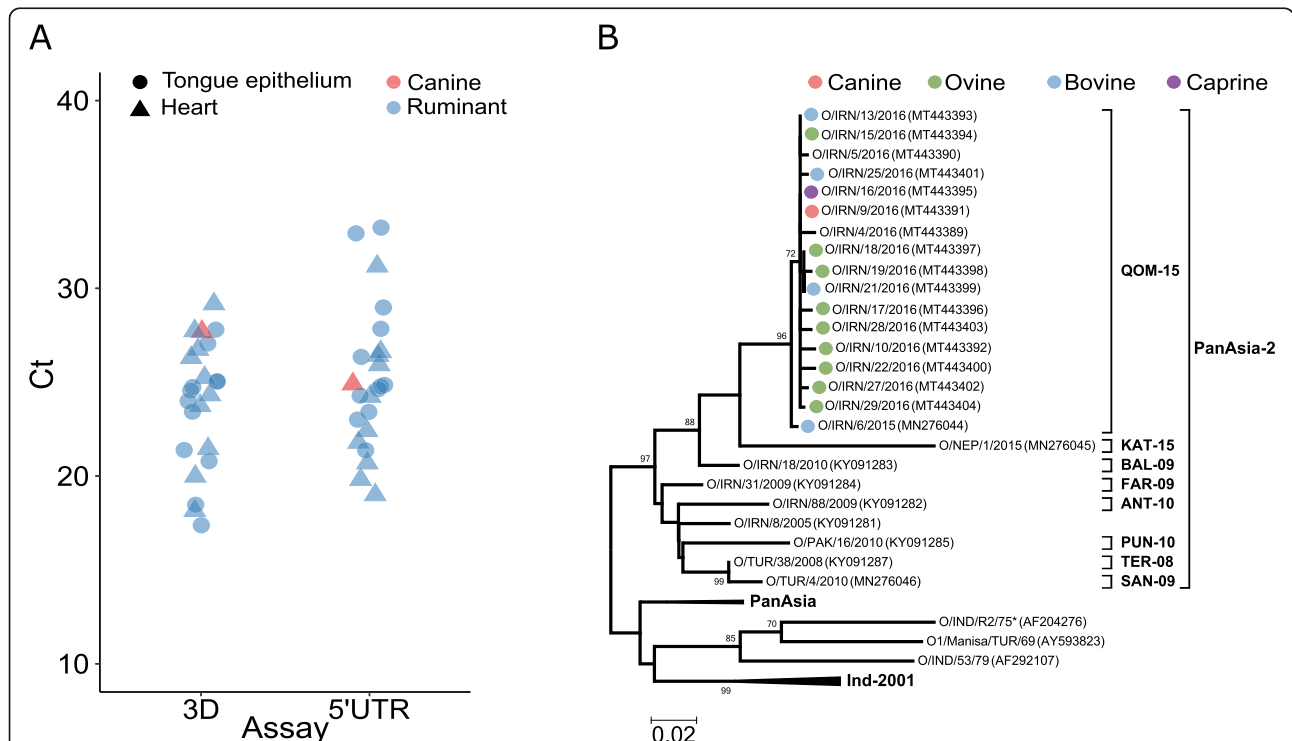 A
Tongue epithelium
Heart
Canine
Ruminant
40
30
20
10
Ct
3D
5'UTR
Assay
B
Canine
Ovine
Bovine
Caprine
O/IRN/13/2016 (MT443393)
O/IRN/15/2016 (MT443394)
O/IRN/5/2016 (MT443390)
O/IRN/25/2016 (MT443401)
O/IRN/16/2016 (MT443395)
O/IRN/9/2016 (MT443391)
O/IRN/4/2016 (MT443389)
O/IRN/18/2016 (MT443397)
O/IRN/19/2016 (MT443398)
O/IRN/21/2016 (MT443399)
O/IRN/17/2016 (MT443396)
O/IRN/28/2016 (MT443403)
O/IRN/10/2016 (MT443392)
O/IRN/22/2016 (MT443400)
O/IRN/27/2016 (MT443402)
O/IRN/29/2016 (MT443404)
O/IRN/6/2015 (MN276044)
O/NEP/1/2015 (MN276045)
O/IRN/18/2010 (KY091283)
O/IRN/31/2009 (KY091284)
O/IRN/88/2009 (KY091282)
O/IRN/8/2005 (KY091281)
O/PAK/16/2010 (KY091285)
O/TUR/38/2008 (KY091287)
O/TUR/4/2010 (MN276046)
PanAsia
O/IND/R2/75* (AF204276)
O1/Manisa/TUR/69 (AY593823)
O/IND/53/79 (AF292107)
Ind-2001
72
96
88
97
99
70
85
99
QOM-15
KAT-15
BAL-09
FAR-09
ANT-10
PUN-10
TER-08
SAN-09
PanAsia-2
0.02